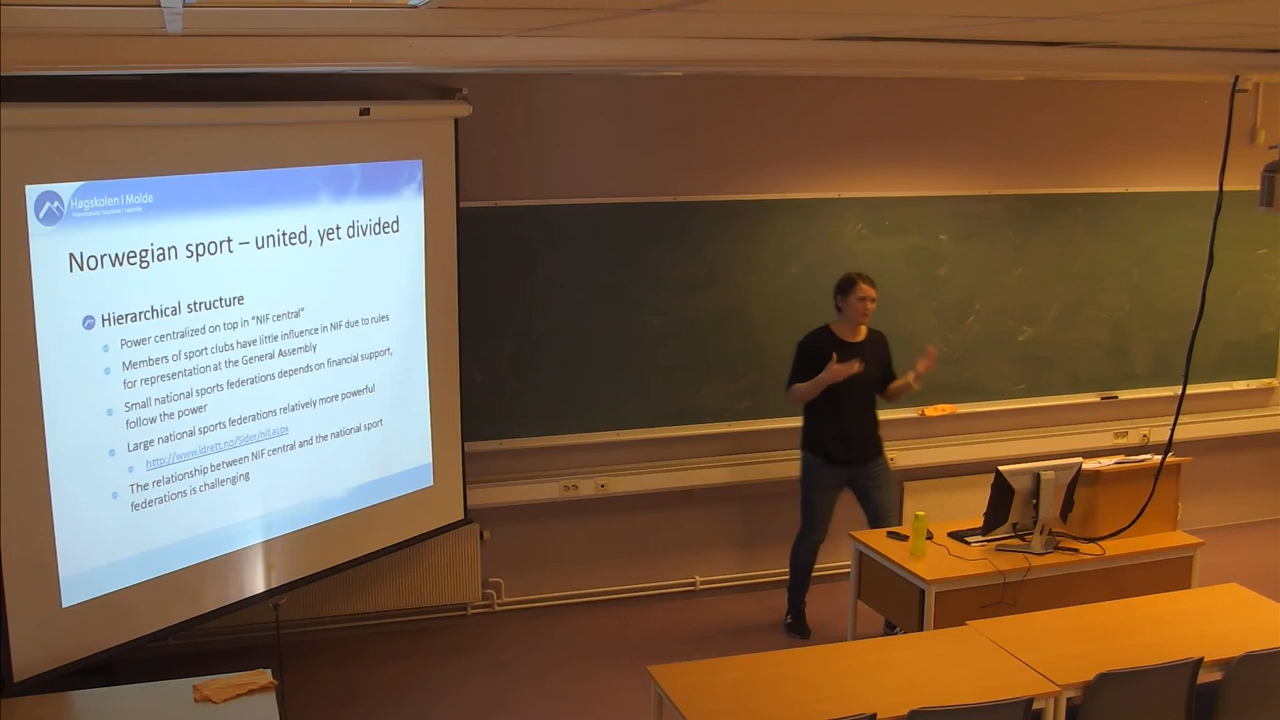 Høgskolen i Molde
Norwegian sport – united, yet divided
Hierarchical structure
Power centralized on top in "NIF central"
Members of sport clubs have little influence in NIF due to rules
for representation at the General Assembly
Small national sports federations depends on financial support,
follow the power
Large national sports federations relatively more powerful
http://www.idrett.no/Sider/nif.aspx
The relationship between NIF central and the national sport
federations is challenging